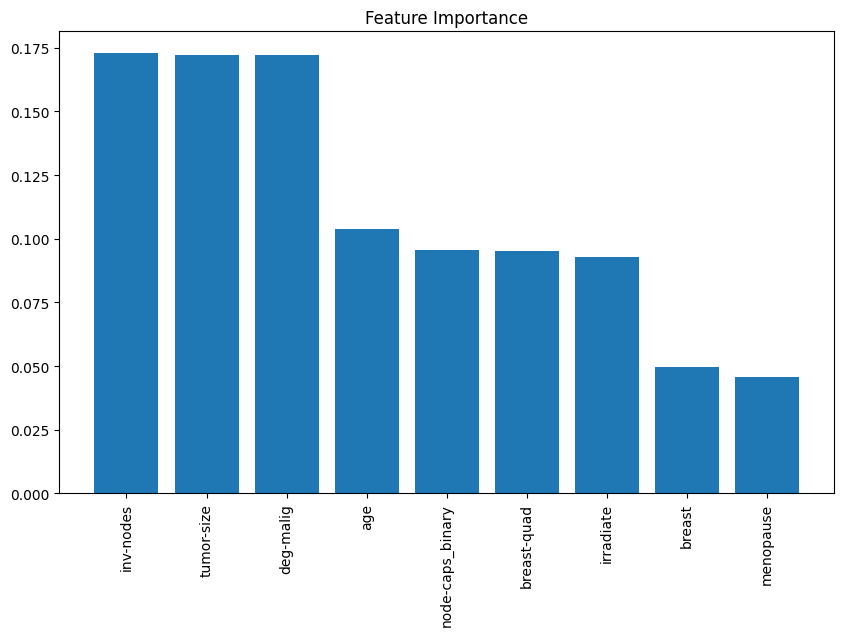 Feature Importance
0.175
0.150
0.125
0.100
0.075
0.050
0.025
0.000
inv-nodes
tumor-size
deg-malig
age
node-caps_binary
breast-quad
irradiate
breast
menopause